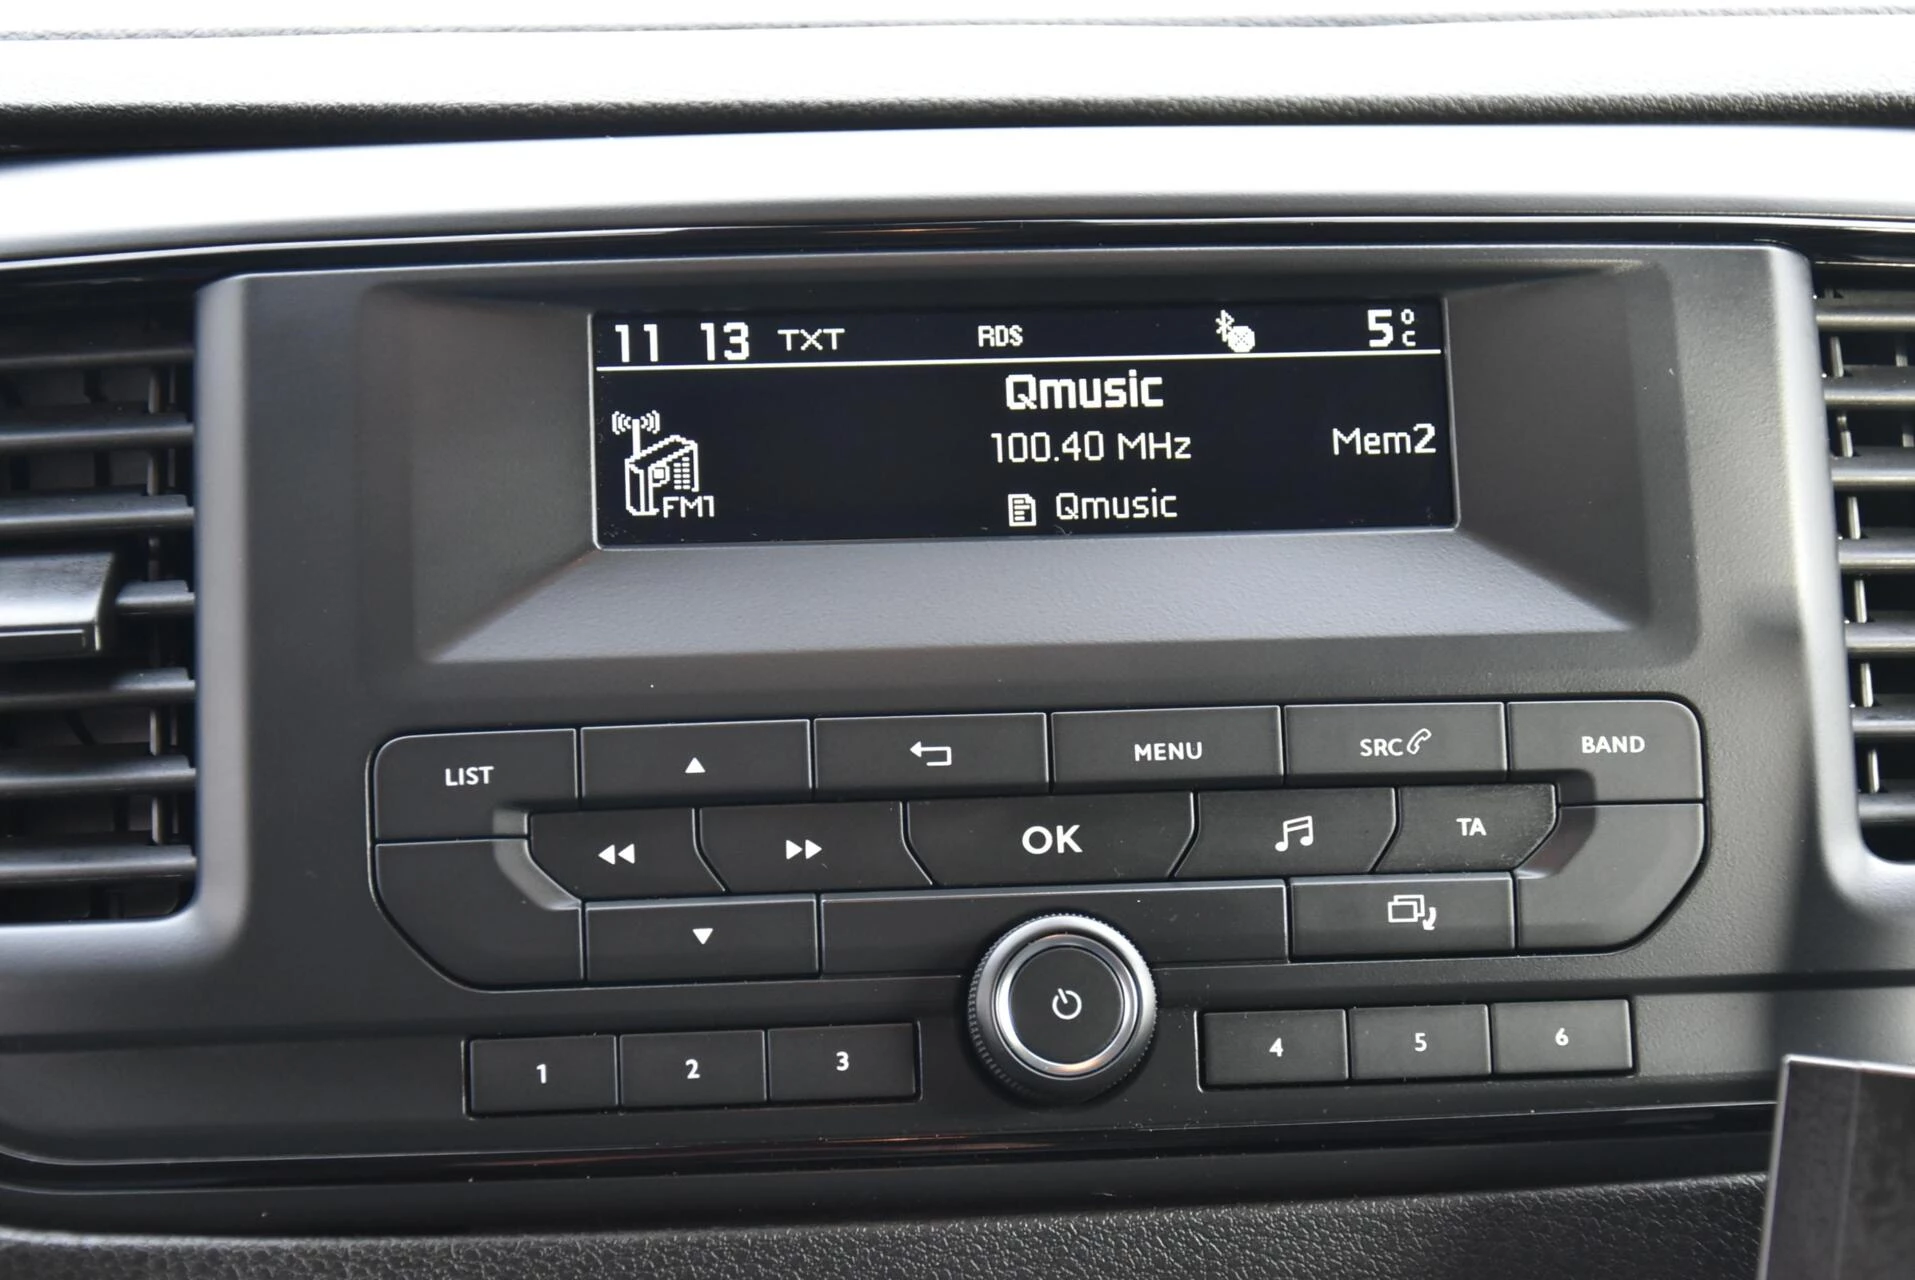 11 13 TXT RDS 5°C
Qmusic
100.40 MHz Mem2
FM1 Qmusic
LIST MENU SRC BAND
OK TA
1 2 3 4 5 6